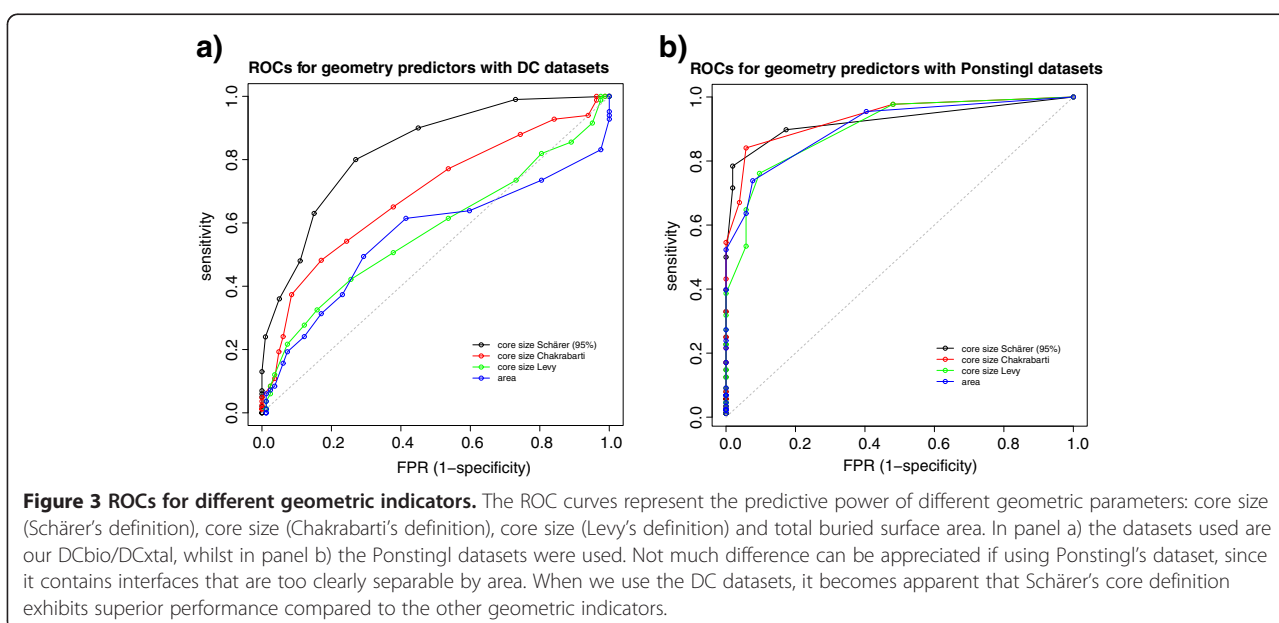 a)
ROCs for geometry predictors with DC datasets
sensitivity
1.0
0.8
0.6
0.4
0.2
0.0
core size Schärer (95%)
core size Chakrabarti
core size Levy
area
0.0 0.2 0.4 0.6 0.8 1.0
FPR (1−specificity)
b)
ROCs for geometry predictors with Ponstingl datasets
sensitivity
1.0
0.8
0.6
0.4
0.2
0.0
core size Schärer (95%)
core size Chakrabarti
core size Levy
area
0.0 0.2 0.4 0.6 0.8 1.0
FPR (1−specificity)
Figure 3 ROCs for different geometric indicators. The ROC curves represent the predictive power of different geometric parameters: core size
(Schärer's definition), core size (Chakrabarti's definition), core size (Levy's definition) and total buried surface area. In panel a) the datasets used are
our DCbio/DCxtal, whilst in panel b) the Ponstingl datasets were used. Not much difference can be appreciated if using Ponstingl's dataset, since
it contains interfaces that are too clearly separable by area. When we use the DC datasets, it becomes apparent that Schärer's core definition
exhibits superior performance compared to the other geometric indicators.